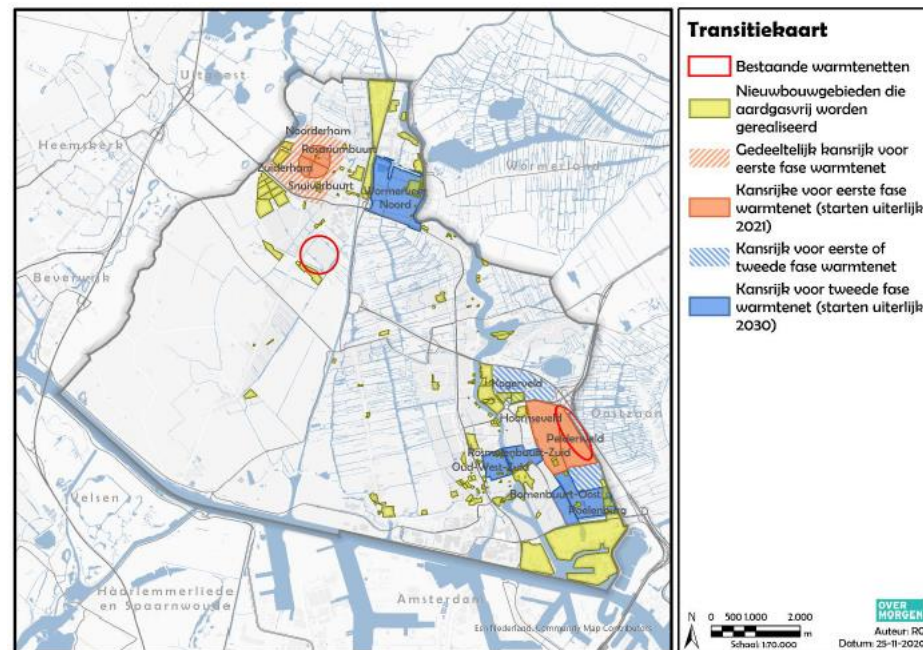 Uitgeest
Noorderham
Heemskerk
Rosariumbuurt
Zuiderham
Snuiverbuurt
Wormerland
Wormerveer
Noord
Beverwijk
Kogerveld
Hoornseveld
Oostzaan
Pelders
Rosmolenbuurt-Zuid
Oud-West-Zuid
Velsen
Bomenbuurt-Oost
Poelenburg
Haarlemmerliede
en Spaarnwoude
Amsterdam
Esri Nederland, Community Map Contributors
Transitiekaart
Bestaande warmtenetten
Nieuwbouwgebieden die
aardgasvrij worden
gerealiseerd
Gedeeltelijk kansrijk voor
eerste fase warmtenet
Kansrijke voor eerste fase
warmtenet (starten uiterlijk
2021)
Kansrijk voor eerste of
tweede fase warmtenet
Kansrijk voor tweede fase
warmtenet (starten uiterlijk
2030)
N
0 500 1.000 2.000
m
Schaal: 1:70.000
OVER
MORGEN
Auteur: RO
Datum: 25-11-2020